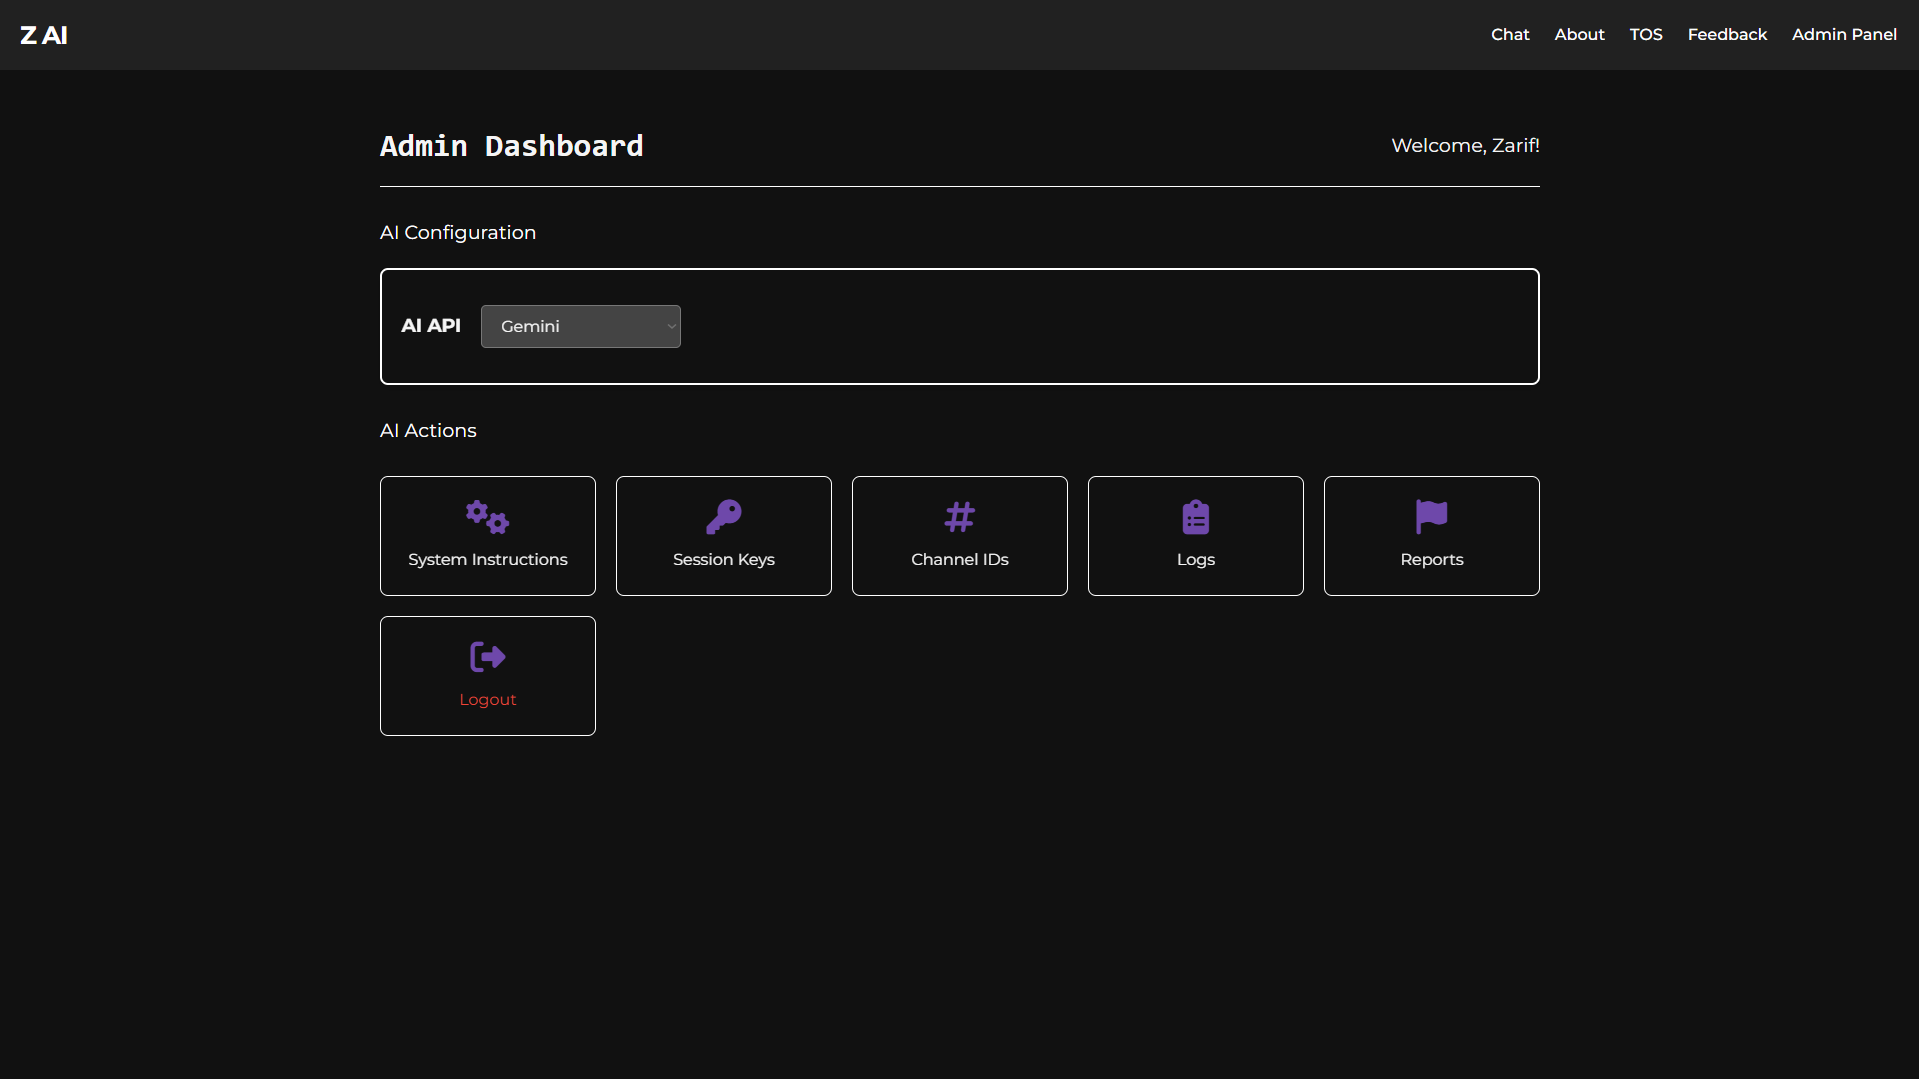 Z AI
Chat About TOS Feedback Admin Panel
Admin Dashboard
Welcome, Zarif!
AI Configuration
AI API
Gemini
AI Actions
System Instructions
Session Keys
Channel IDs
Logs
Reports
Logout